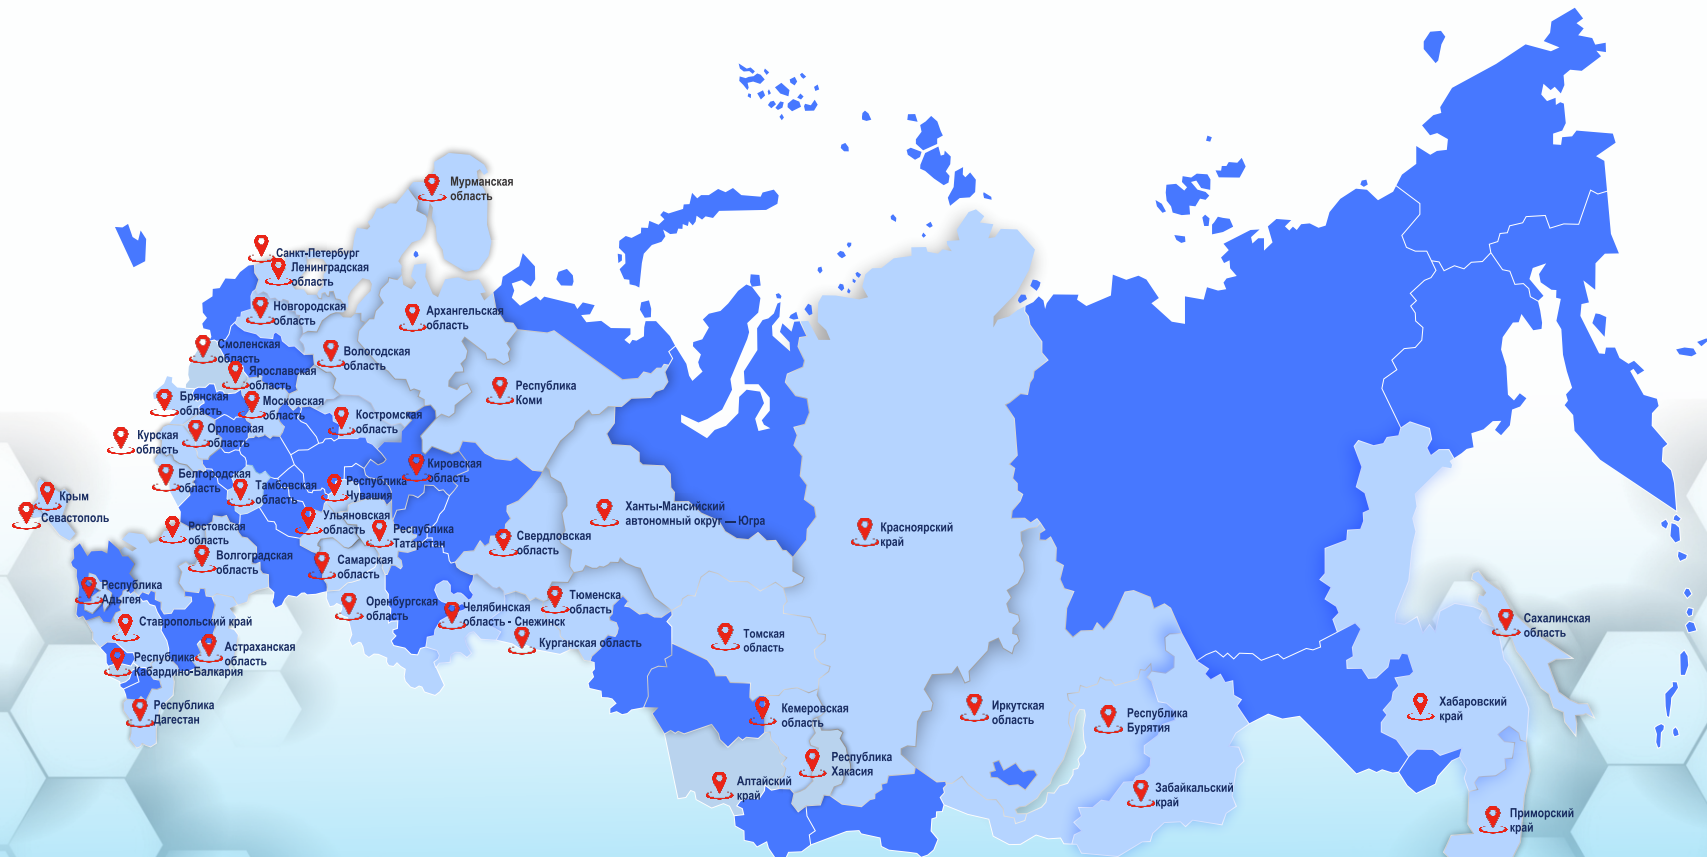 Мурманская
область
Санкт-Петербург
Ленинградская
область
Новгородская
область
Архангельская
область
Смоленская
область
Вологодская
область
Ярославская
область
Республика
Коми
Брянская
область
Московская
область
Костромская
область
Курская
область
Орловская
область
Кировская
область
Белгородская
область
Тамбовская
область
Республика
Чувашия
Крым
Севастополь
Ханты-Мансийский
автономный округ — Югра
Ульяновская
область
Ростовская
область
Республика
Татарстан
Свердловская
область
Красноярский
край
Волгоградская
область
Самарская
область
Республика
Адыгея
Оренбургская
область
Челябинская
область - Снежинск
Тюменска
область
Ставропольский край
Курганская область
Томская
область
Сахалинская
область
Астраханская
область
Республика
Кабардино-Балкария
Республика
Дагестан
Кемеровская
область
Иркутская
область
Республика
Бурятия
Хабаровский
край
Республика
Хакасия
Алтайский
край
Забайкальский
край
Приморский
край